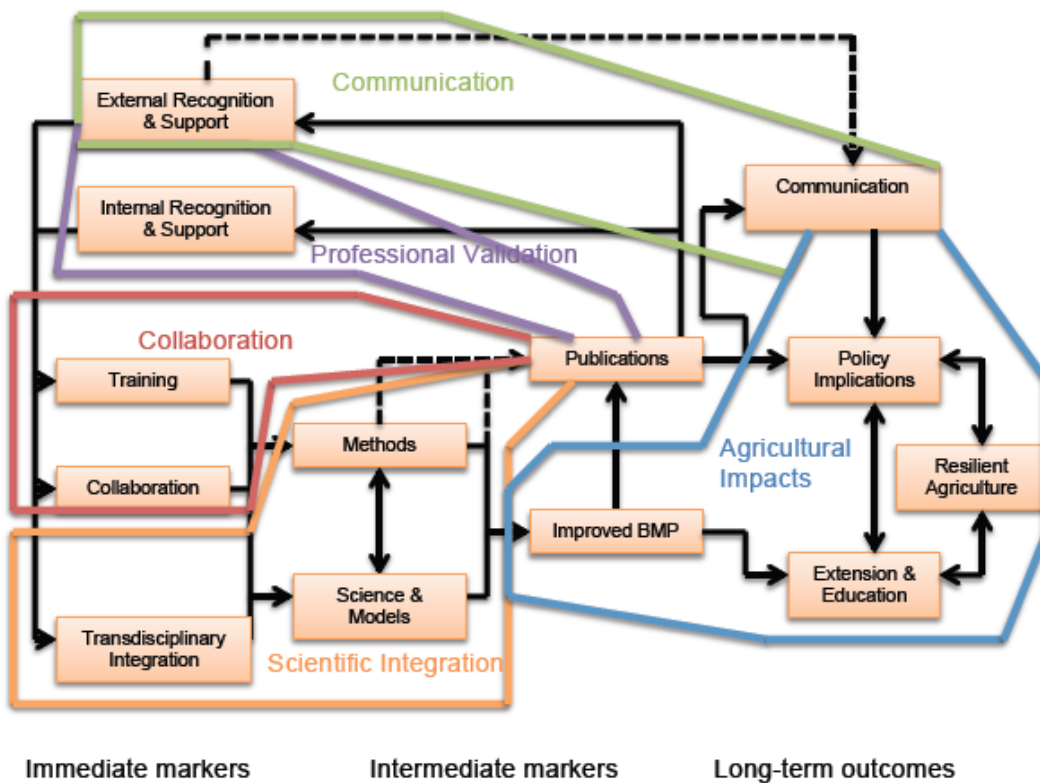 Communication
External Recognition
& Support
Communication
Internal Recognition
& Support
Professional Validation
Collaboration
Training
Publications
Policy
Implications
Methods
Agricultural
Impacts
Resilient
Agriculture
Collaboration
Improved BMP
Science &
Models
Extension &
Education
Transdisciplinary
Integration
Scientific Integration
Immediate markers
Intermediate markers
Long-term outcomes